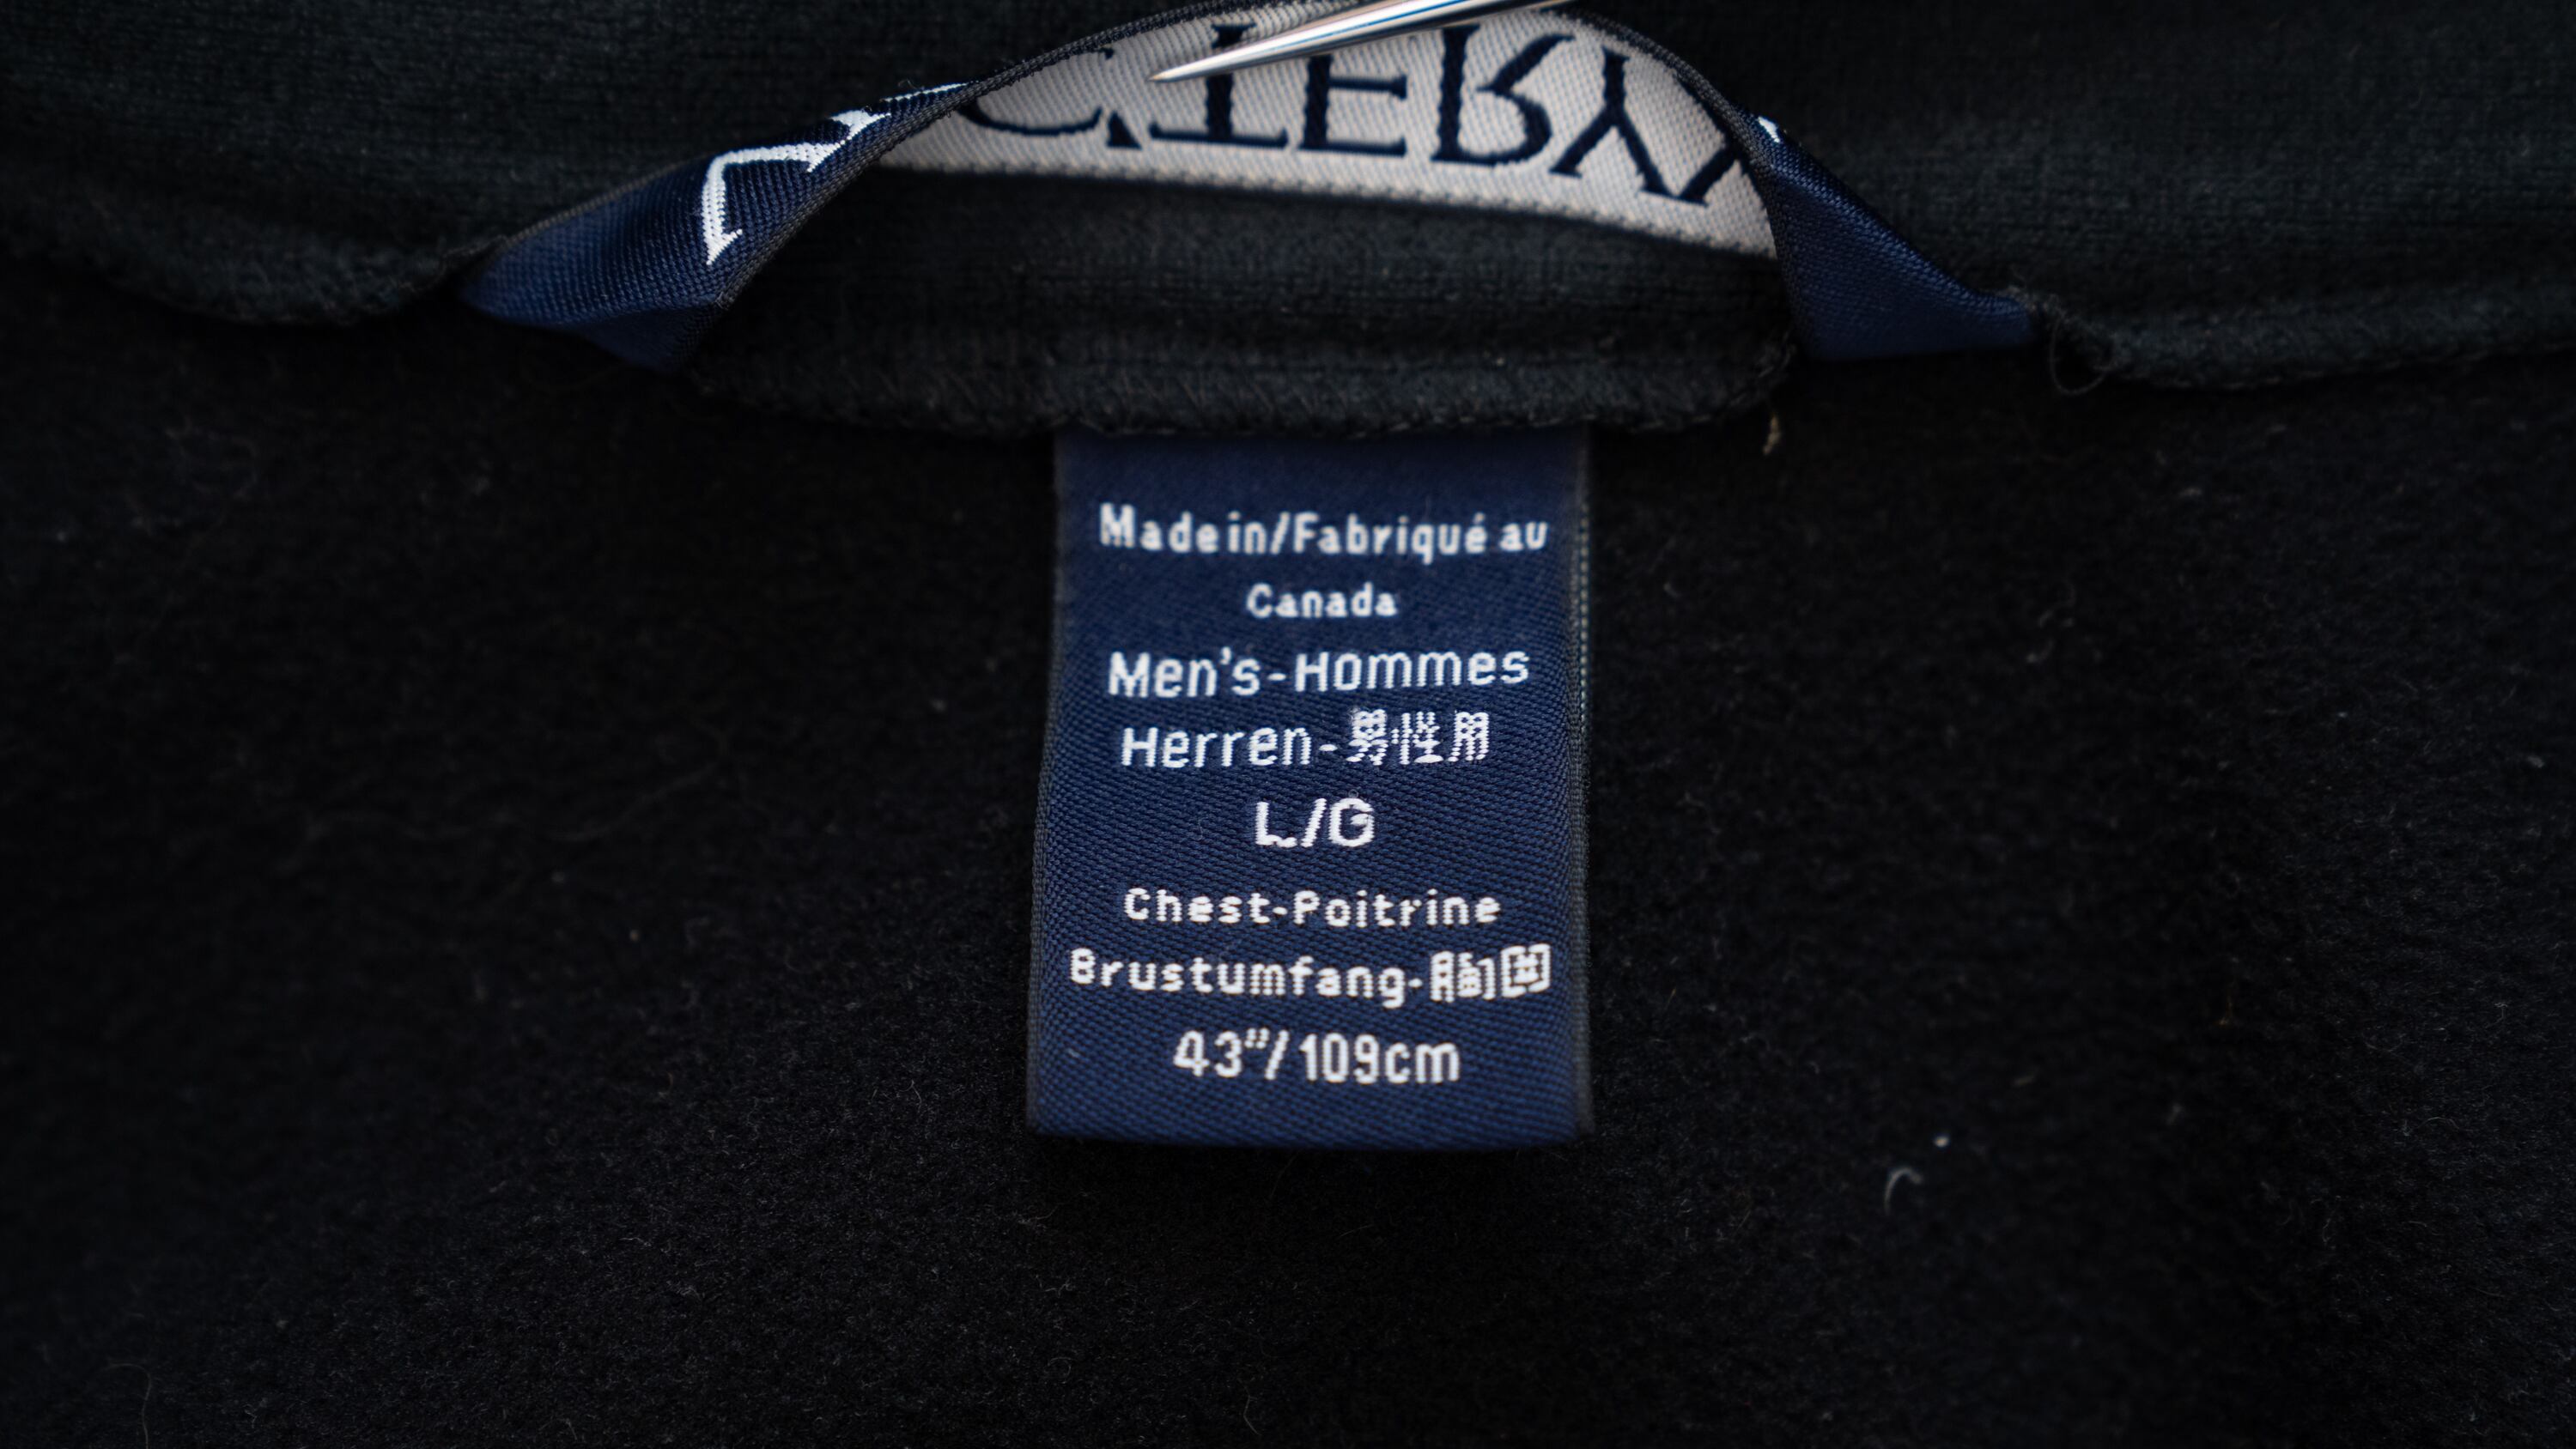 Made in/Fabriqué au
Canada
Men's-Hommes
Herren-男性用
L/G
Chest-Poitrine
Brustumfang-胸囲
43"/109cm